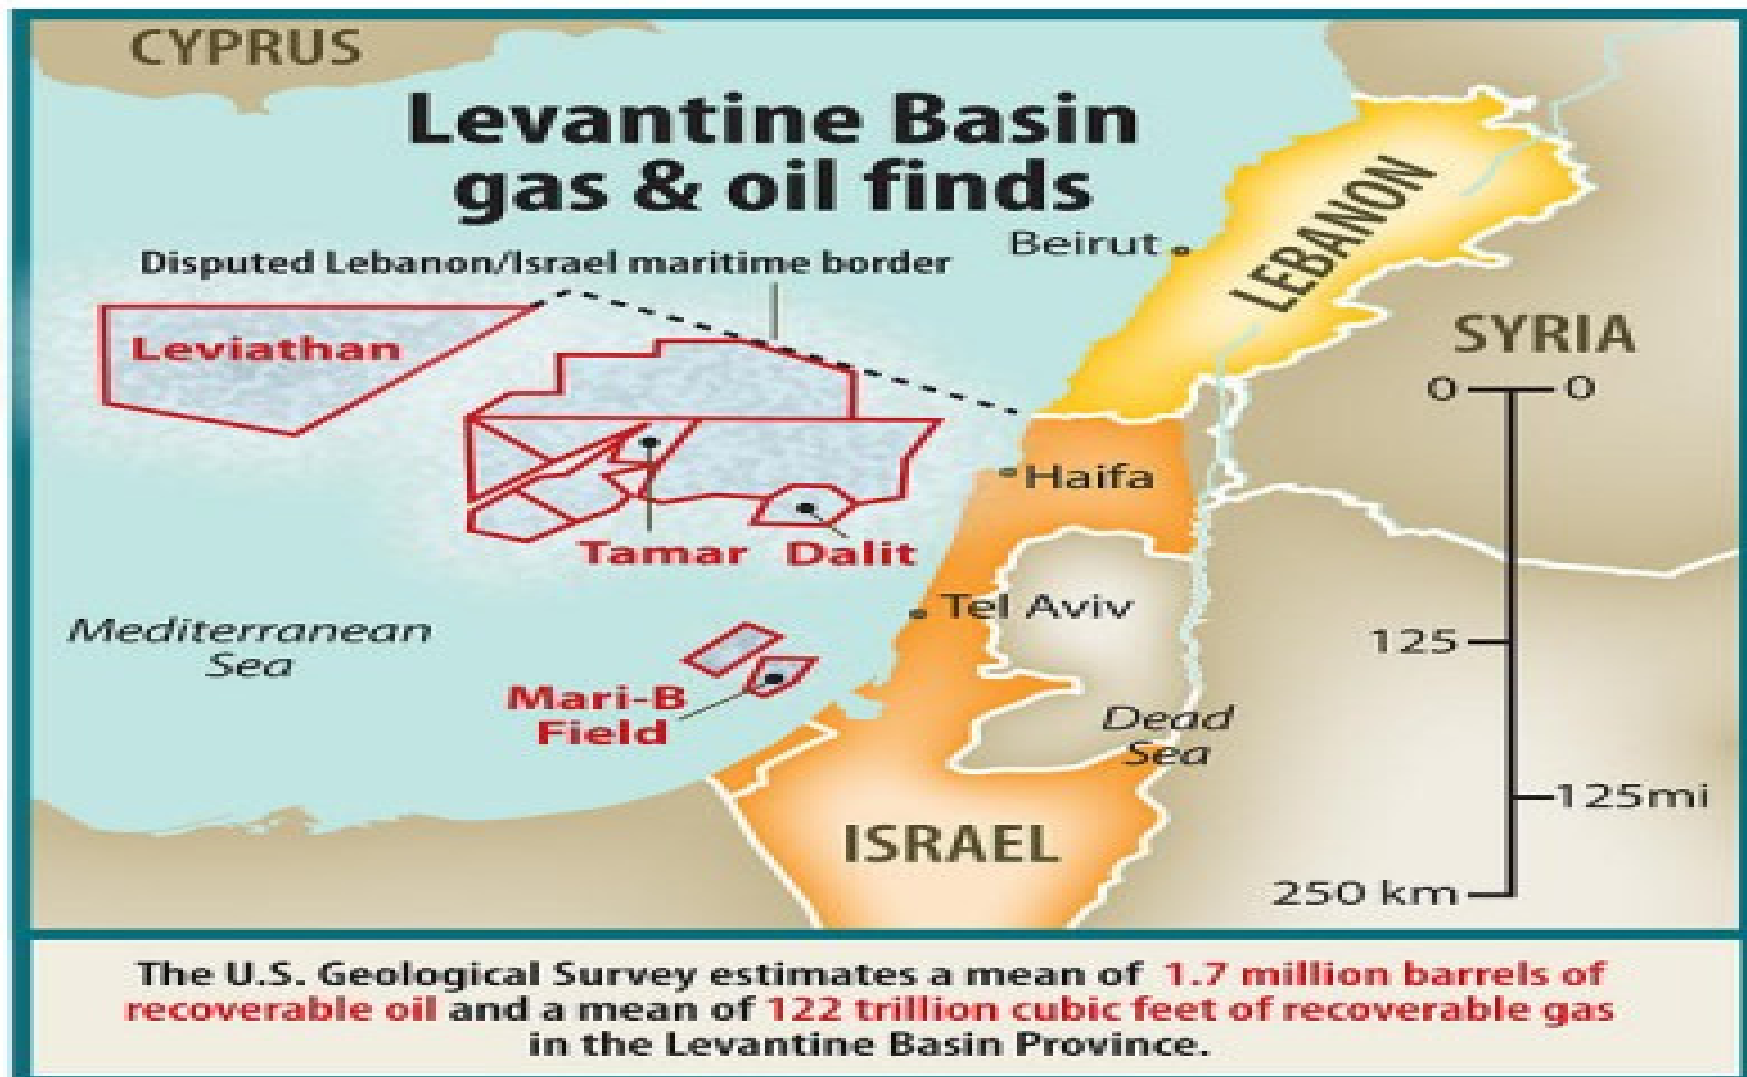 CYPRUS
Levantine Basin
gas & oil finds
Disputed Lebanon/Israel maritime border
Beirut
LEBANON
SYRIA
Leviathan
0
0
Haifa
Tamar
Dalit
Tel Aviv
Mediterranean
Sea
125
Mari-B
Field
Dead
Sea
125mi
ISRAEL
250 km
The U.S. Geological Survey estimates a mean of 1.7 million barrels of
recoverable oil and a mean of 122 trillion cubic feet of recoverable gas
in the Levantine Basin Province.